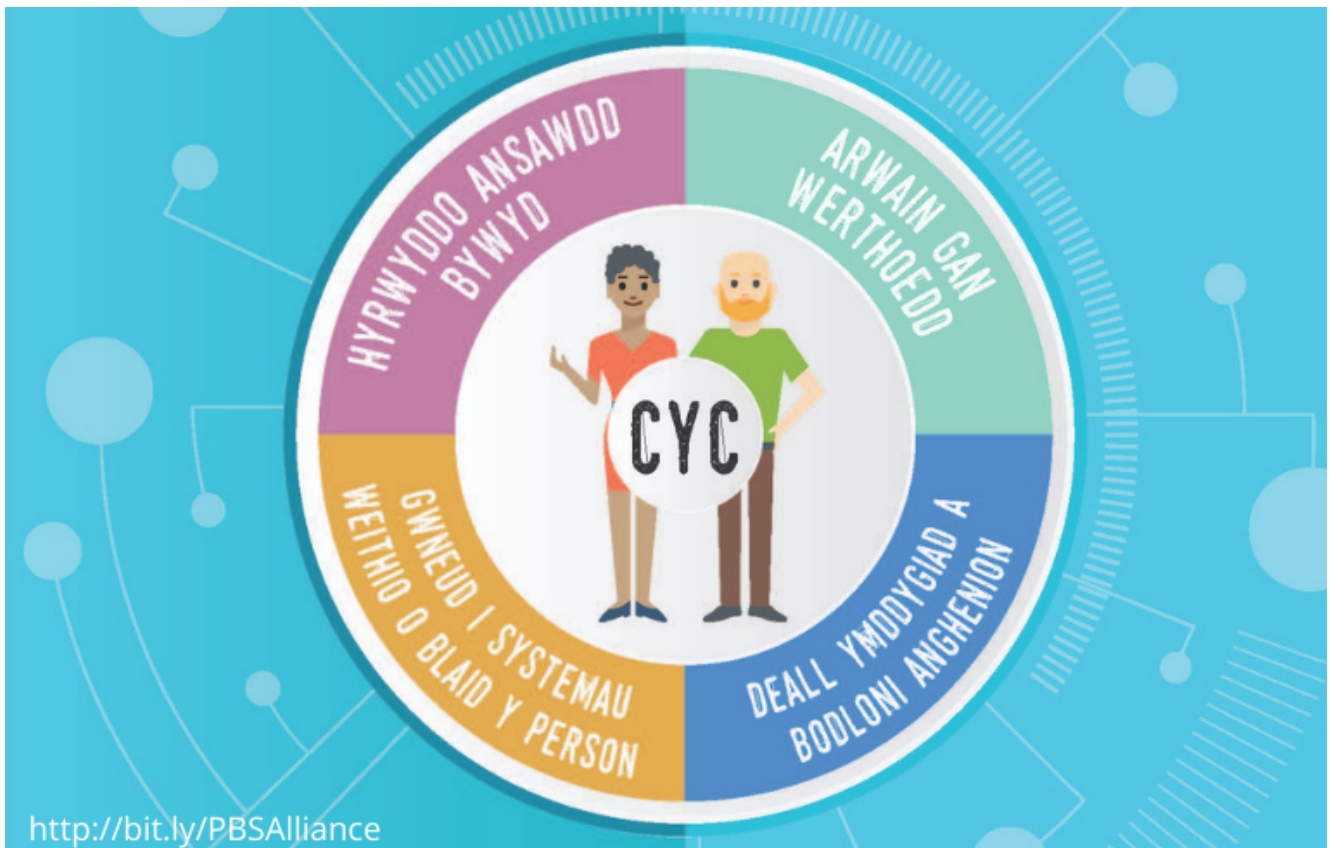 HYRWYDDO ANSAWDD
BYWYD
ARWAIN GAN
WERTHOEDD
CYC
GWNEUD I SYSTEMAU
WEITHIO O BLAID Y PERSON
DEALL YMDDYGIAD A
BODLONI ANGHENION
http://bit.ly/PBSAlliance